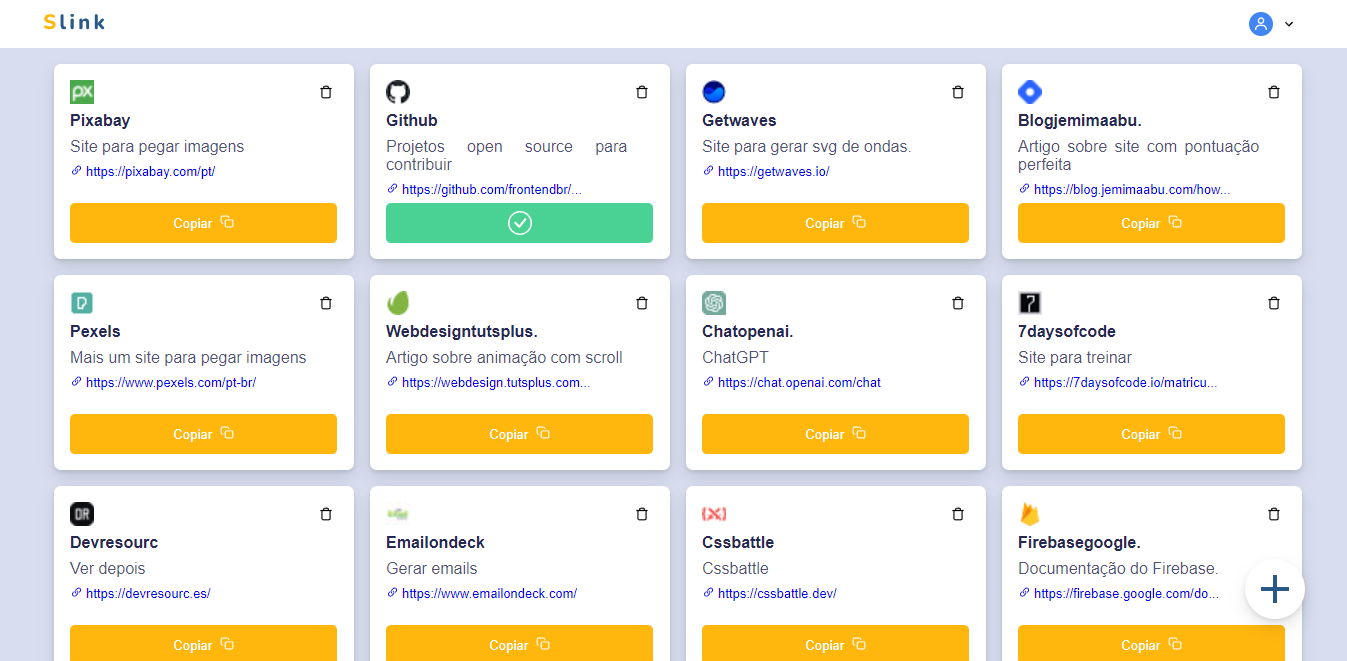 Slink
px
Pixabay
Site para pegar imagens
https://pixabay.com/pt/
Copiar
Github
Projetos open source para
contribuir
https://github.com/frontendbr/...
Getwaves
Site para gerar svg de ondas.
https://getwaves.io/
Copiar
Blogjemimaabu.
Artigo sobre site com pontuação
perfeita
https://blog.jemimaabu.com/how...
Copiar
Pexels
Mais um site para pegar imagens
https://www.pexels.com/pt-br/
Copiar
Webdesigntutsplus.
Artigo sobre animação com scroll
https://webdesign.tutsplus.com...
Copiar
Chatopenai.
ChatGPT
https://chat.openai.com/chat
Copiar
7
7daysofcode
Site para treinar
https://7daysofcode.io/matricu...
Copiar
DR
Devresourc
Ver depois
https://devresourc.es/
Copiar
Emailondeck
Gerar emails
https://www.emailondeck.com/
Copiar
Cssbattle
Cssbattle
https://cssbattle.dev/
Copiar
Firebasegoogle.
Documentação do Firebase.
https://firebase.google.com/do...
Copiar